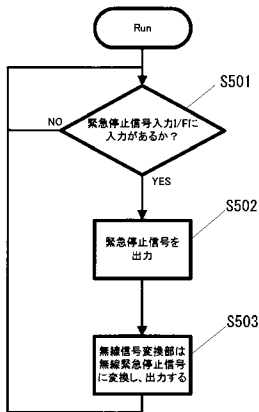 Run
S501
緊急停止信号入力I/Fに
入力があるか？
NO
YES
S502
緊急停止信号を
出力
S503
無線信号変換部は
無線緊急停止信号
に変換し、出力する